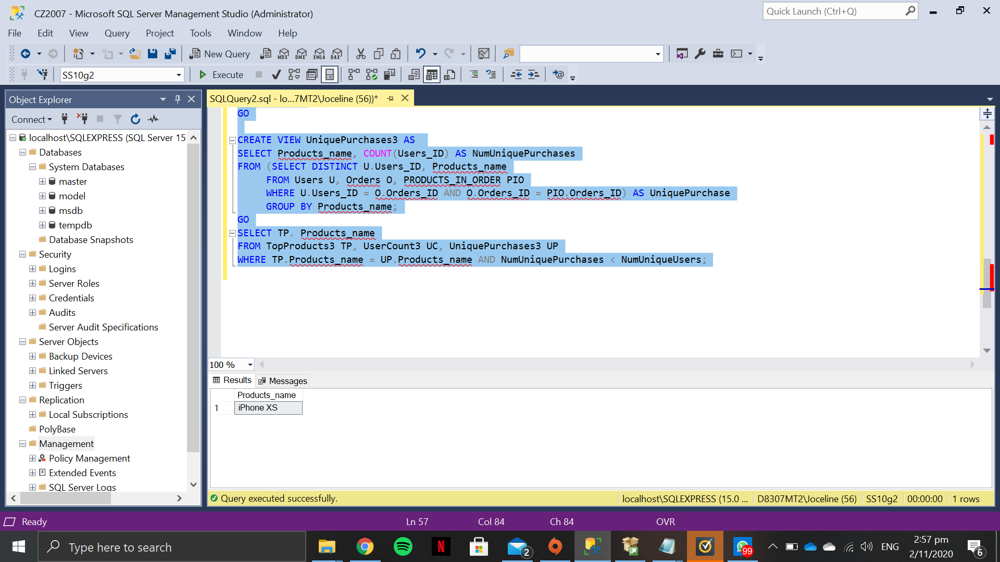 CZ2007 - Microsoft SQL Server Management Studio (Administrator)
Quick Launch (Ctrl+Q)
File Edit View Query Project Tools Window Help
New Query MDX DMX XMLA DAX
SS10g2 Execute
Object Explorer
SQLQuery2.sql - lo...7MT2\Joceline (56))*
Connect
localhost\SQLEXPRESS (SQL Server 15
Databases
System Databases
master
model
msdb
tempdb
Database Snapshots
Security
Logins
Server Roles
Credentials
Audits
Server Audit Specifications
Server Objects
Backup Devices
Linked Servers
Triggers
Replication
Local Subscriptions
PolyBase
Management
Policy Management
Extended Events
SQL Server Logs
GO
CREATE VIEW UniquePurchases3 AS
SELECT Products_name, COUNT(Users_ID) AS NumUniquePurchases
FROM (SELECT DISTINCT U.Users_ID, Products_name
FROM Users U, Orders O, PRODUCTS_IN_ORDER PIO
WHERE U.Users_ID = O.Orders_ID AND O.Orders_ID = PIO.Orders_ID) AS UniquePurchase
GROUP BY Products_name;
GO
SELECT TP. Products_name
FROM TopProducts3 TP, UserCount3 UC, UniquePurchases3 UP
WHERE TP.Products_name = UP.Products_name AND NumUniquePurchases < NumUniqueUsers;
100 %
Results Messages
Products_name
1 iPhone XS
Query executed successfully.
localhost\SQLEXPRESS (15.0 ... D8307MT2\Joceline (56) SS10g2 00:00:00 1 rows
Ready Ln 57 Col 84 Ch 84 OVR
Type here to search
N
2
99
ENG
2:57 pm
2/11/2020
6